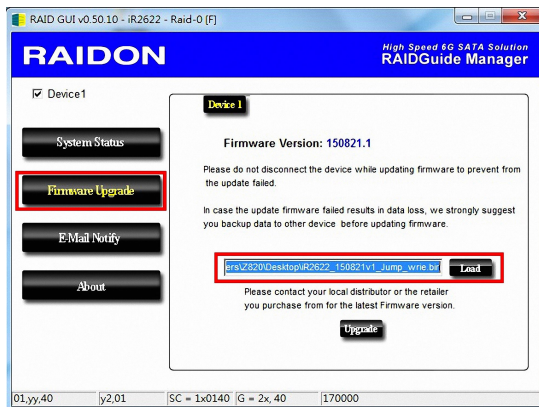 RAID GUI v0.50.10 - iR2622 - Raid-0 [F]
RAIDON
High Speed 6G SATA Solution
RAIDGuide Manager
Device1
System Status
Firmware Upgrade
E-Mail Notify
About
Device 1
Firmware Version: 150821.1
Please do not disconnect the device while updating firmware to prevent from
the update failed.
In case the update firmware failed results in data loss, we strongly suggest
you backup data to other device before updating firmware.
ers\Z820\Desktop\iR2622_150821v1_Jump_wrie.bin
Load
Please contact your local distributor or the retailer
you purchase from for the latest Firmware version.
Upgrade
01,yy,40
y2,01
SC = 1x0140
G = 2x, 40
170000